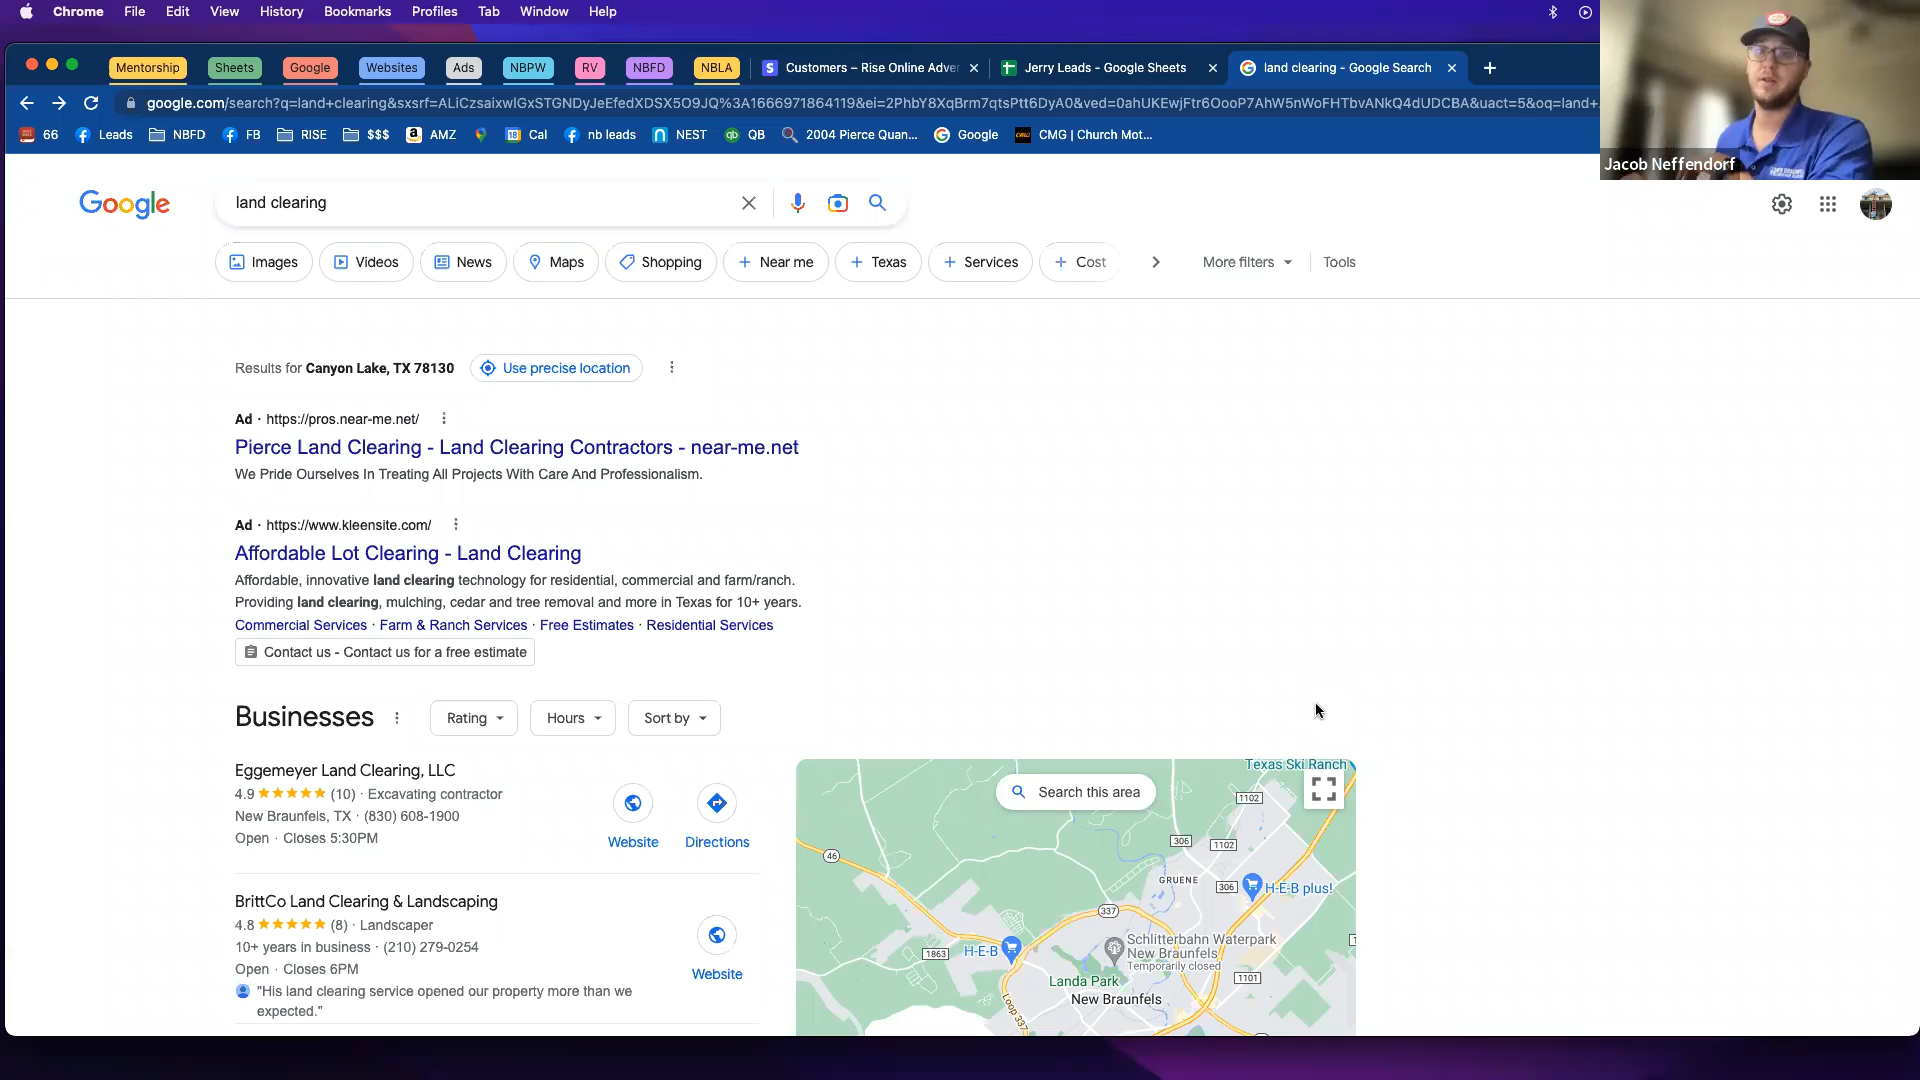 Chrome File Edit View History Bookmarks Profiles Tab Window Help
Mentorship Sheets Google Websites Ads NBPW RV NBFD NBLA Customers – Rise Online Adver Jerry Leads - Google Sheets land clearing - Google Search
google.com/search?q=land+clearing&sxsrf=ALiCzsaixwlGxSTGNDyJeEfedXDSX5O9JQ%3A1666971864119&ei=2PhbY8XqBrm7qtsPtt6DyA0&ved=0ahUKEwjFtr6OooP7AhW5nWoFHTbvANkQ4dUDCBA&uact=5&oq=land+
66 Leads NBFD FB RISE $$$ AMZ 18 Cal nb leads NEST QB 2004 Pierce Quan... Google CMG | Church Mot...
Jacob Neffendorf
Google land clearing
Images Videos News Maps Shopping + Near me + Texas + Services + Cost More filters Tools
Results for Canyon Lake, TX 78130 Use precise location
Ad · https://pros.near-me.net/
Pierce Land Clearing - Land Clearing Contractors - near-me.net
We Pride Ourselves In Treating All Projects With Care And Professionalism.
Ad · https://www.kleensite.com/
Affordable Lot Clearing - Land Clearing
Affordable, innovative land clearing technology for residential, commercial and farm/ranch.
Providing land clearing, mulching, cedar and tree removal and more in Texas for 10+ years.
Commercial Services · Farm & Ranch Services · Free Estimates · Residential Services
Contact us - Contact us for a free estimate
Businesses Rating Hours Sort by
Eggemeyer Land Clearing, LLC
4.9 (10) · Excavating contractor
New Braunfels, TX · (830) 608-1900
Open · Closes 5:30PM
Website Directions
BrittCo Land Clearing & Landscaping
4.8 (8) · Landscaper
10+ years in business · (210) 279-0254
Open · Closes 6PM
Website
"His land clearing service opened our property more than we
expected."
Texas Ski Ranch
Search this area
1102
306
1102
46
GRUENE
306
H-E-B plus!
337
H-E-B
1863
Schlitterbahn Waterpark
New Braunfels
Temporarily closed
1101
Landa Park
New Braunfels
Loop 337